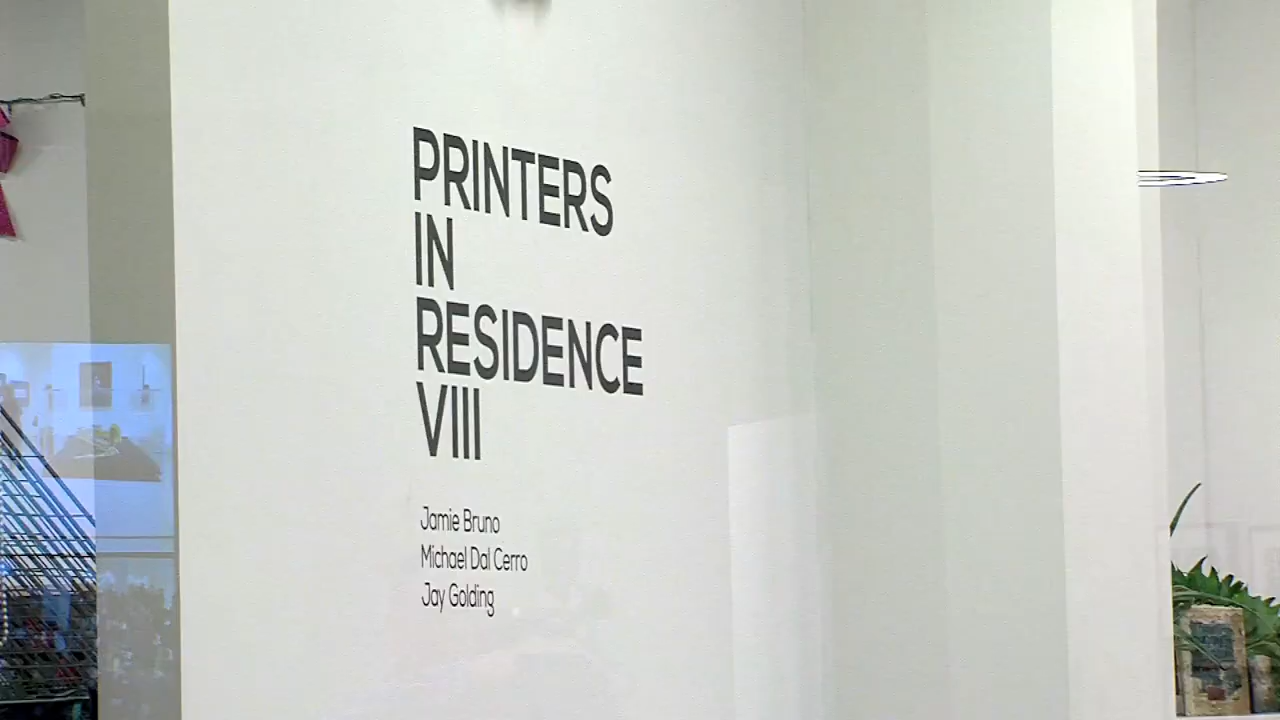 PRINTERS
IN
RESIDENCE
VIII
Jamie Bruno
Michael Dal Cerro
Jay Golding